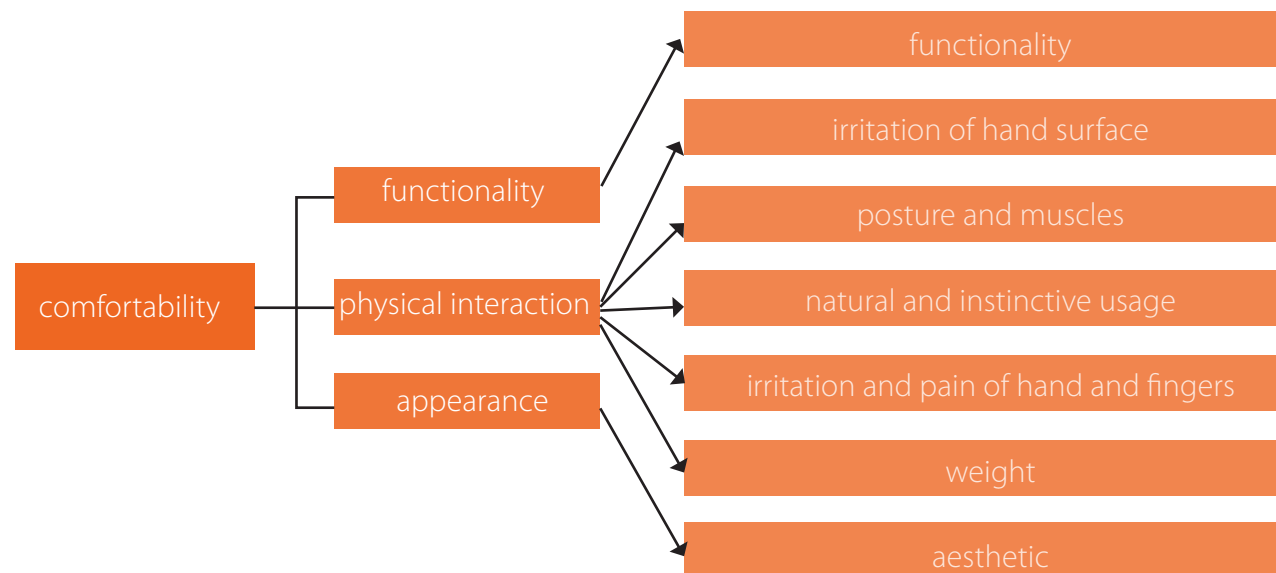 comfortability
functionality
physical interaction
appearance
functionality
irritation of hand surface
posture and muscles
natural and instinctive usage
irritation and pain of hand and fingers
weight
aesthetic